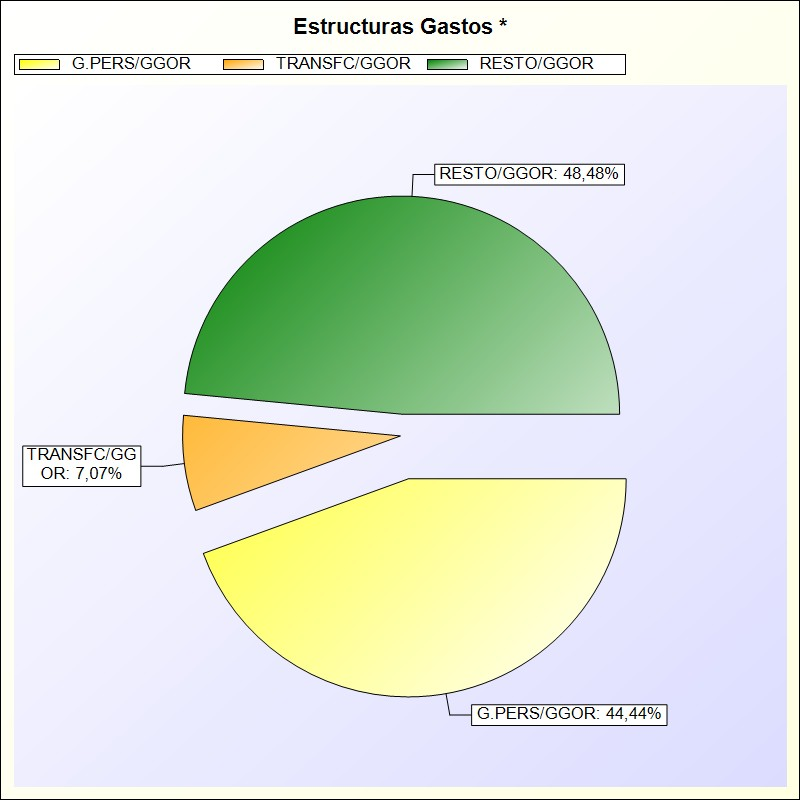 Estructuras Gastos *
G.PERS/GGOR TRANSFC/GGOR RESTO/GGOR
RESTO/GGOR: 48,48%
TRANSFC/GG
OR: 7,07%
G.PERS/GGOR: 44,44%